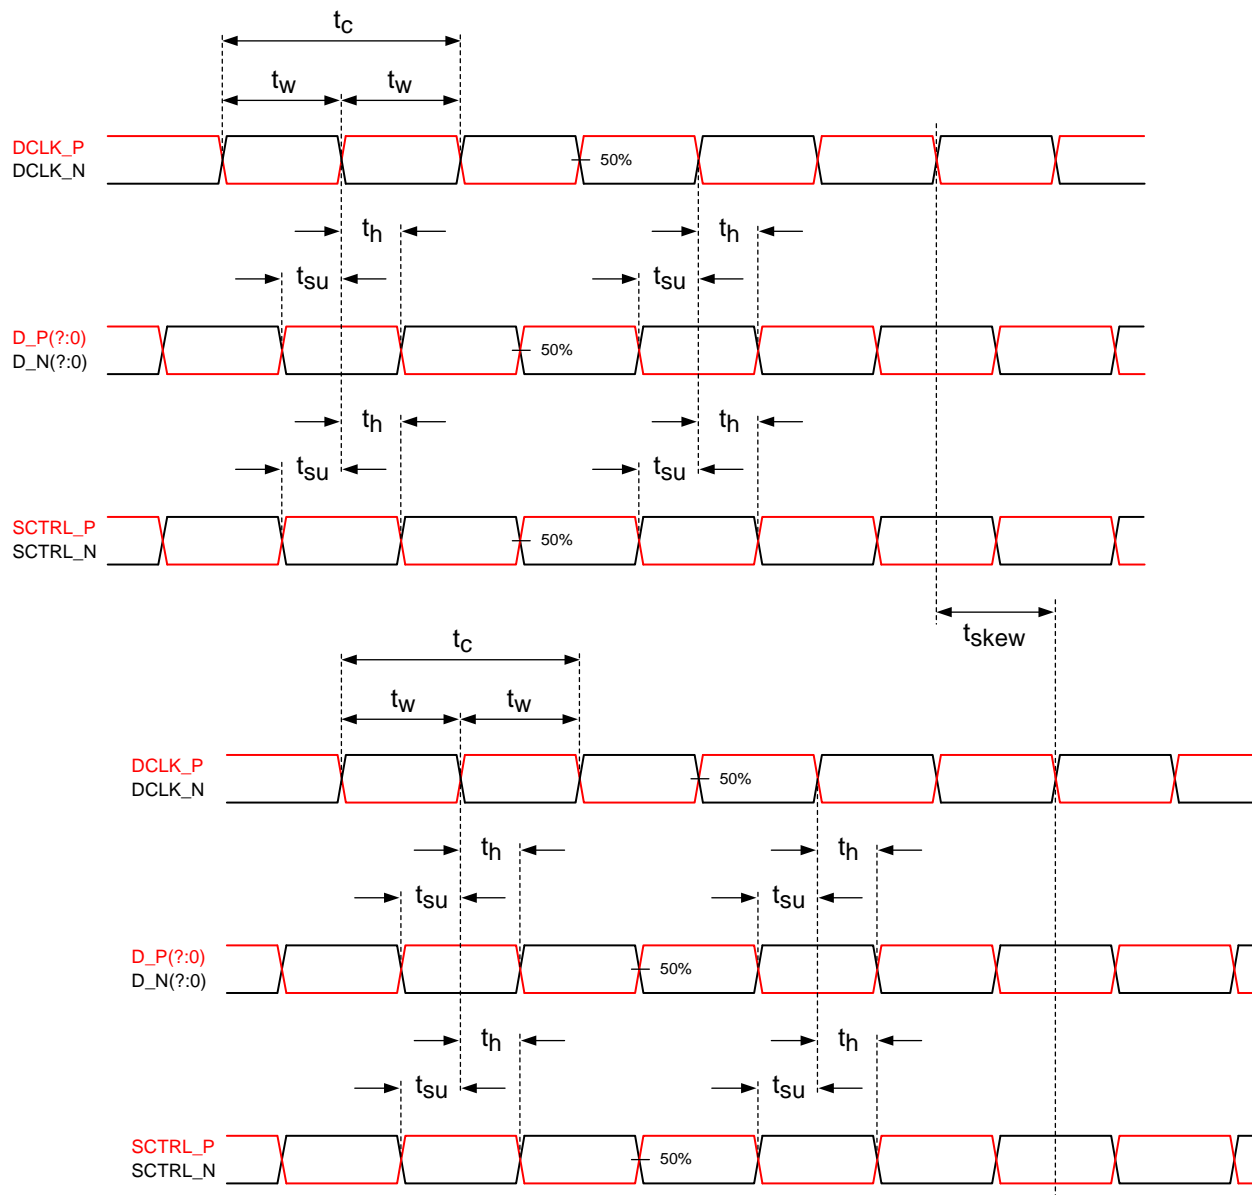 tc
tw tw
DCLK_P
DCLK_N
50%
th th
tsu tsu
D_P(?:0)
D_N(?:0)
50%
th th
tsu tsu
SCTRL_P
SCTRL_N
50%
tskew
tc
tw tw
DCLK_P
DCLK_N
50%
th th
tsu tsu
D_P(?:0)
D_N(?:0)
50%
th th
tsu tsu
SCTRL_P
SCTRL_N
50%